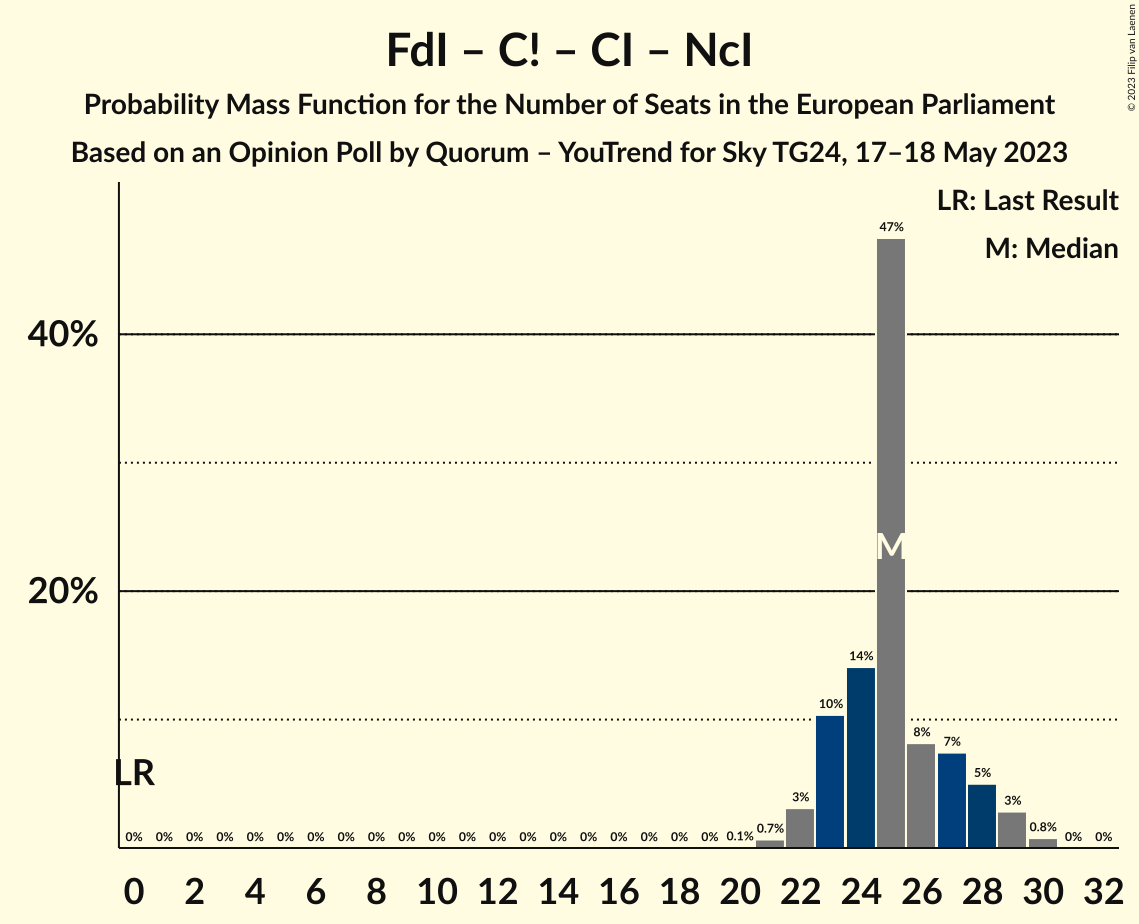 FdI – C! – CI – NcI
Probability Mass Function for the Number of Seats in the European Parliament
Based on an Opinion Poll by Quorum – YouTrend for Sky TG24, 17–18 May 2023
© 2023 Filip van Laenen
LR: Last Result
M: Median
40%
20%
LR
M
0% 0% 0% 0% 0% 0% 0% 0% 0% 0% 0% 0% 0% 0% 0% 0% 0% 0% 0% 0% 0.1% 0.7% 3% 10% 14% 47% 8% 7% 5% 3% 0.8% 0% 0%
0 2 4 6 8 10 12 14 16 18 20 22 24 26 28 30 32